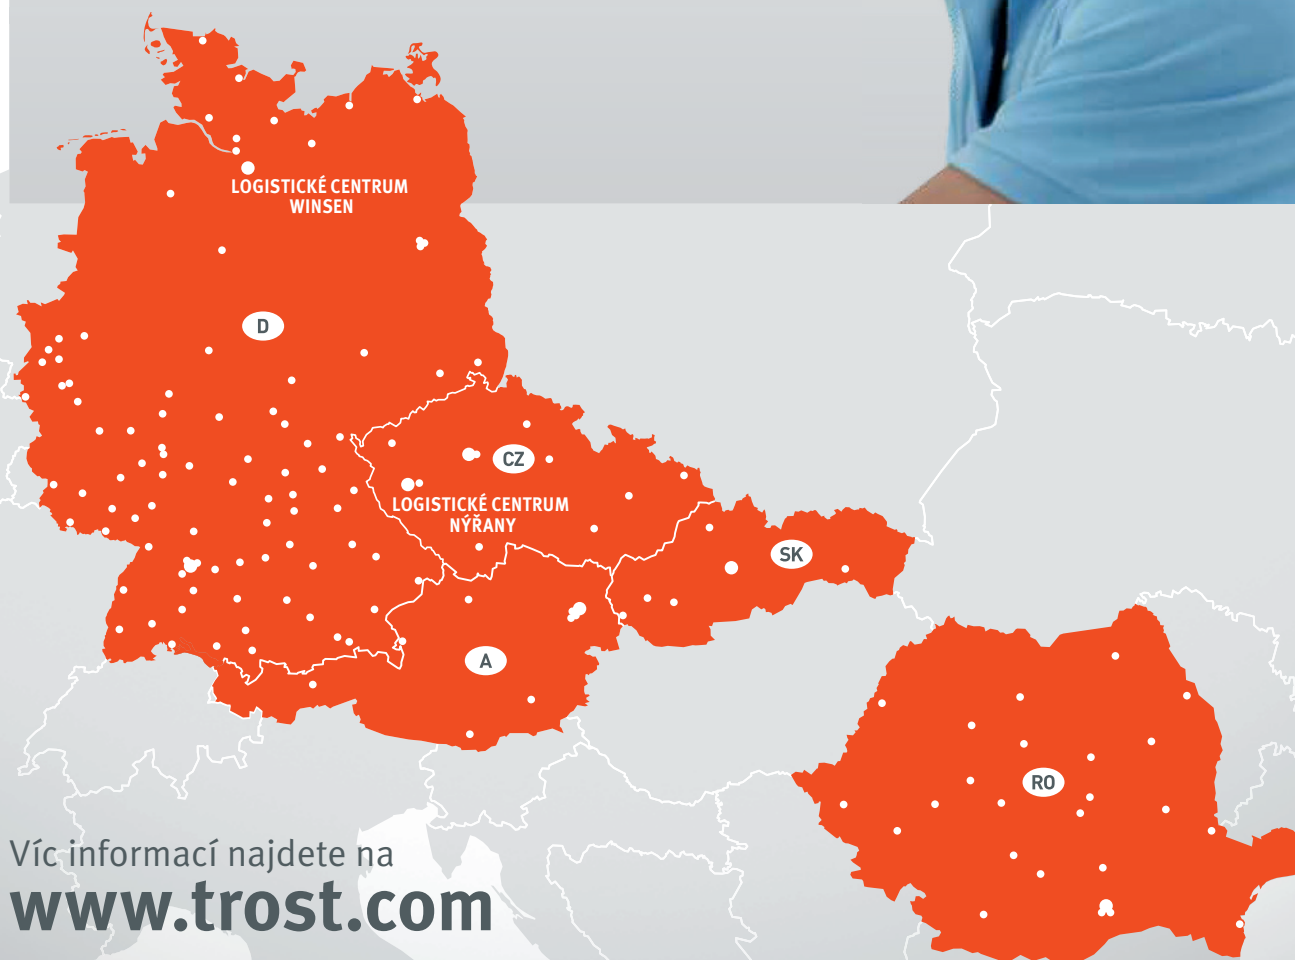 LOGISTICKÉ CENTRUM
WINSEN
D
CZ
LOGISTICKÉ CENTRUM
NÝŘANY
SK
A
RO
Víc informací najdete na
www.trost.com